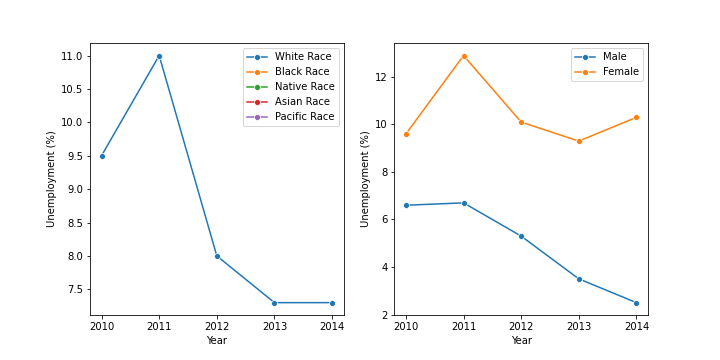 11.0
10.5
10.0
9.5
9.0
8.5
8.0
7.5
Unemployment (%)
2010 2011 2012 2013 2014
Year
White Race
Black Race
Native Race
Asian Race
Pacific Race
12
10
8
6
4
2
Unemployment (%)
2010 2011 2012 2013 2014
Year
Male
Female